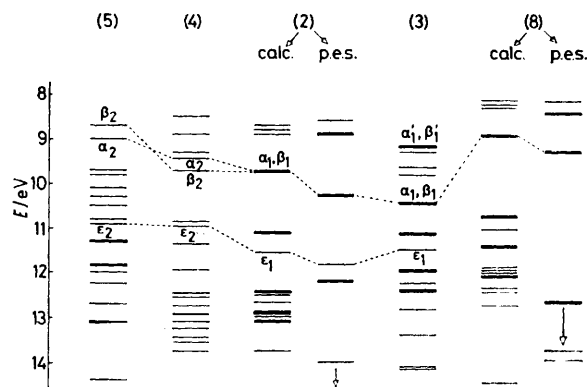 (5) (4) (2) (3) (8)
calc. p.e.s. calc. p.e.s.
E/eV
8
9
10
11
12
13
14
β₂
α₂
ε₂
α₂
β₂
ε₂
α₁,β₁
ε₁
α₁',β₁'
α₁,β₁
ε₁